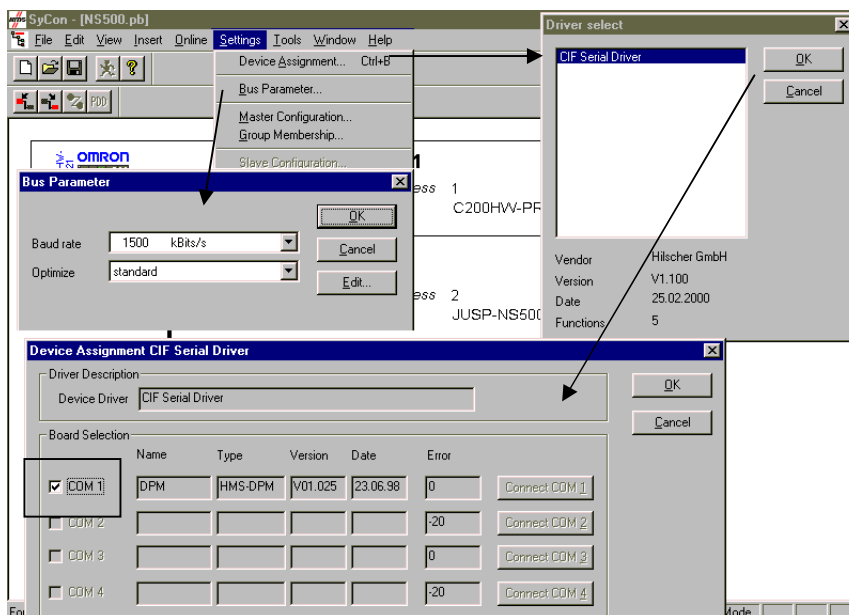 SyCon - [NS500.pb]
File Edit View Insert Online Settings Tools Window Help
Device Assignment... Ctrl+B
Bus Parameter...
Master Configuration...
Group Membership...
Slave Configuration...
PDD
OMRON
1
ess 1
C200HW-PR
ess 2
JUSP-NS500
Driver select
CIF Serial Driver
OK
Cancel
Vendor Hilscher GmbH
Version V1.100
Date 25.02.2000
Functions 5
Bus Parameter
Baud rate 1500 kBits/s
Optimize standard
OK
Cancel
Edit...
Device Assignment CIF Serial Driver
Driver Description
Device Driver CIF Serial Driver
OK
Cancel
Board Selection
Name Type Version Date Error
COM 1 DPM HMS-DPM V01.025 23.06.98 0 Connect COM 1
COM 2 -20 Connect COM 2
COM 3 0 Connect COM 3
COM 4 -20 Connect COM 4
Mode